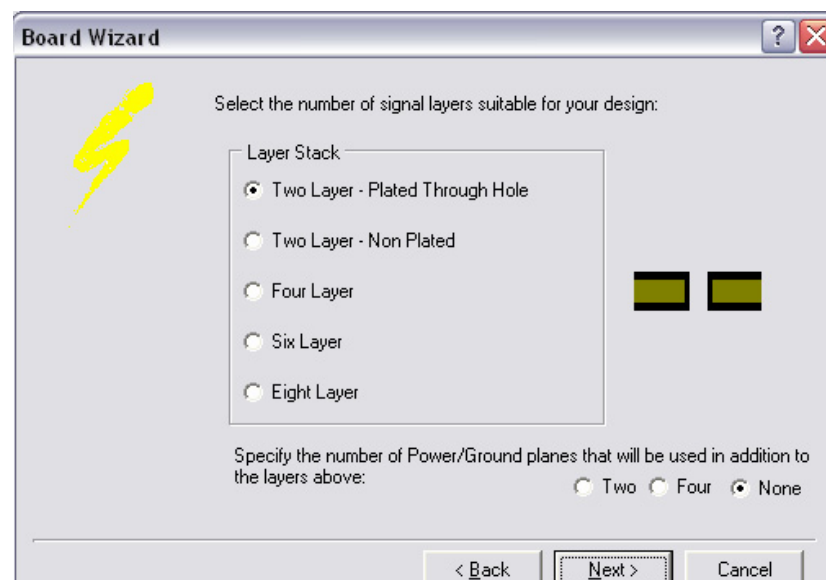 Board Wizard
?
Select the number of signal layers suitable for your design:
Layer Stack
Two Layer - Plated Through Hole
Two Layer - Non Plated
Four Layer
Six Layer
Eight Layer
Specify the number of Power/Ground planes that will be used in addition to
the layers above:
Two Four None
< Back Next > Cancel